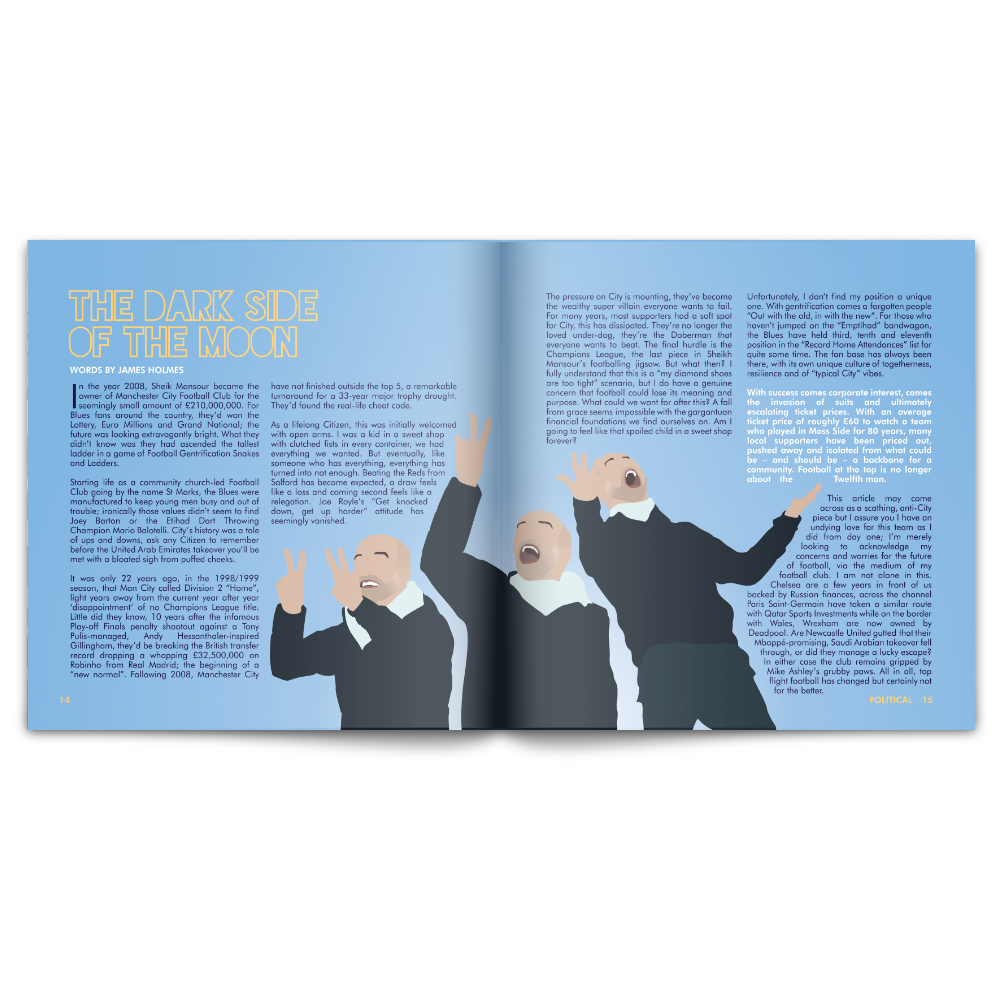 THE DARK SIDE
OF THE MOON
WORDS BY JAMES HOLMES
In the year 2008, Sheik Mansour became the
owner of Manchester City Football Club for the
seemingly small amount of £210,000,000. For
Blues fans around the country, they'd won the
Lottery, Euro Millions and Grand National; the
future was looking extravagantly bright. What they
didn't know was they had ascended the tallest
ladder in a game of Football Gentrification Snakes
and Ladders.
Starting life as a community church-led Football
Club going by the name St Marks, the Blues were
manufactured to keep young men busy and out of
trouble; ironically those values didn't seem to find
Joey Barton or the Etihad Dart Throwing
Champion Mario Balotelli. City's history was a tale
of ups and downs, ask any Citizen to remember
before the United Arab Emirates takeover you'll be
met with a bloated sigh from puffed cheeks.
It was only 22 years ago, in the 1998/1999
season, that Man City called Division 2 "Home",
light years away from the current year after year
'disappointment' of no Champions League title.
Little did they know, 10 years after the infamous
Play-off Finals penalty shootout against a Tony
Pulis-managed, Andy Hessanthaler-inspired
Gillingham, they'd be breaking the British transfer
record dropping a whopping £32,500,000 on
Robinho from Real Madrid; the beginning of a
"new normal". Following 2008, Manchester City
have not finished outside the top 5, a remarkable
turnaround for a 33-year major trophy drought.
They'd found the real-life cheat code.
As a lifelong Citizen, this was initially welcomed
with open arms. I was a kid in a sweet shop
with clutched fists in every container, we had
everything we wanted. But eventually, like
someone who has everything, everything has
turned into not enough. Beating the Reds from
Salford has become expected, a draw feels
like a loss and coming second feels like a
relegation. Joe Royle's "Get knocked
down, get up harder" attitude has
seemingly vanished.
14
The pressure on City is mounting, they've become
the wealthy super villain everyone wants to fail.
For many years, most supporters had a soft spot
for City, this has dissipated. They're no longer the
loved under-dog, they're the Doberman that
everyone wants to beat. The final hurdle is the
Champions League, the last piece in Sheikh
Mansour's footballing jigsaw. But what then? I
fully understand that this is a "my diamond shoes
are too tight" scenario, but I do have a genuine
concern that football could lose its meaning and
purpose. What could we want for after this? A fall
from grace seems impossible with the gargantuan
financial foundations we find ourselves on. Am I
going to feel like that spoiled child in a sweet shop
forever?
Unfortunately, I don't find my position a unique
one. With gentrification comes a forgotten people
"Out with the old, in with the new". For those who
haven't jumped on the "Emptihad" bandwagon,
the Blues have held third, tenth and eleventh
position in the "Record Home Attendances" list for
quite some time. The fan base has always been
there, with its own unique culture of togetherness,
resilience and of "typical City" vibes.
With success comes corporate interest, comes
the invasion of suits and ultimately
escalating ticket prices. With an average
ticket price of roughly £60 to watch a team
who played in Moss Side for 80 years, many
local supporters have been priced out,
pushed away and isolated from what could
be – and should be – a backbone for a
community. Football at the top is no longer
about the Twelfth man.
This article may come
across as a scathing, anti-City
piece but I assure you I have an
undying love for this team as I
did from day one; I'm merely
looking to acknowledge my
concerns and worries for the future
of football, via the medium of my
football club. I am not alone in this.
Chelsea are a few years in front of us
backed by Russian finances, across the channel
Paris Saint-Germain have taken a similar route
with Qatar Sports Investments while on the border
with Wales, Wrexham are now owned by
Deadpool. Are Newcastle United gutted that their
Mbappé-promising, Saudi Arabian takeover fell
through, or did they manage a lucky escape?
In either case the club remains gripped by
Mike Ashley's grubby paws. All in all, top
flight football has changed but certainly not
for the better.
POLITICAL 15